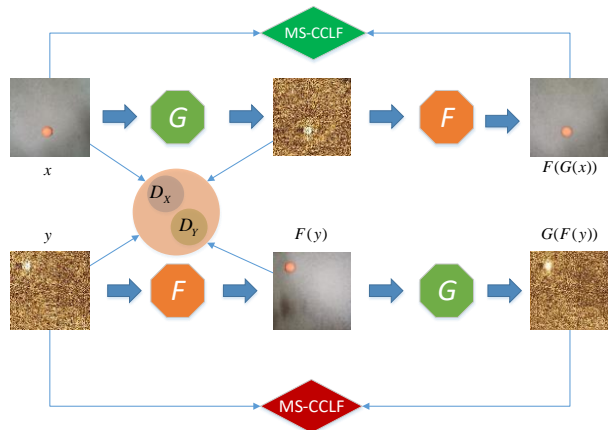 MS-CCLF
G
F
x
F(G(x))
D_X
D_Y
y
F(y)
G(F(y))
F
G
MS-CCLF